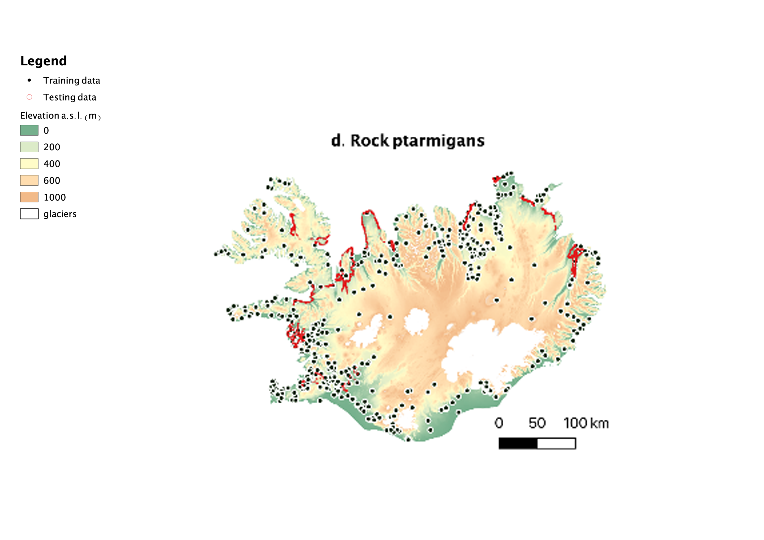 Legend
Training data
Testing data
Elevation a.s.l. (m)
0
200
400
600
1000
glaciers
d. Rock ptarmigans
0 50 100 km